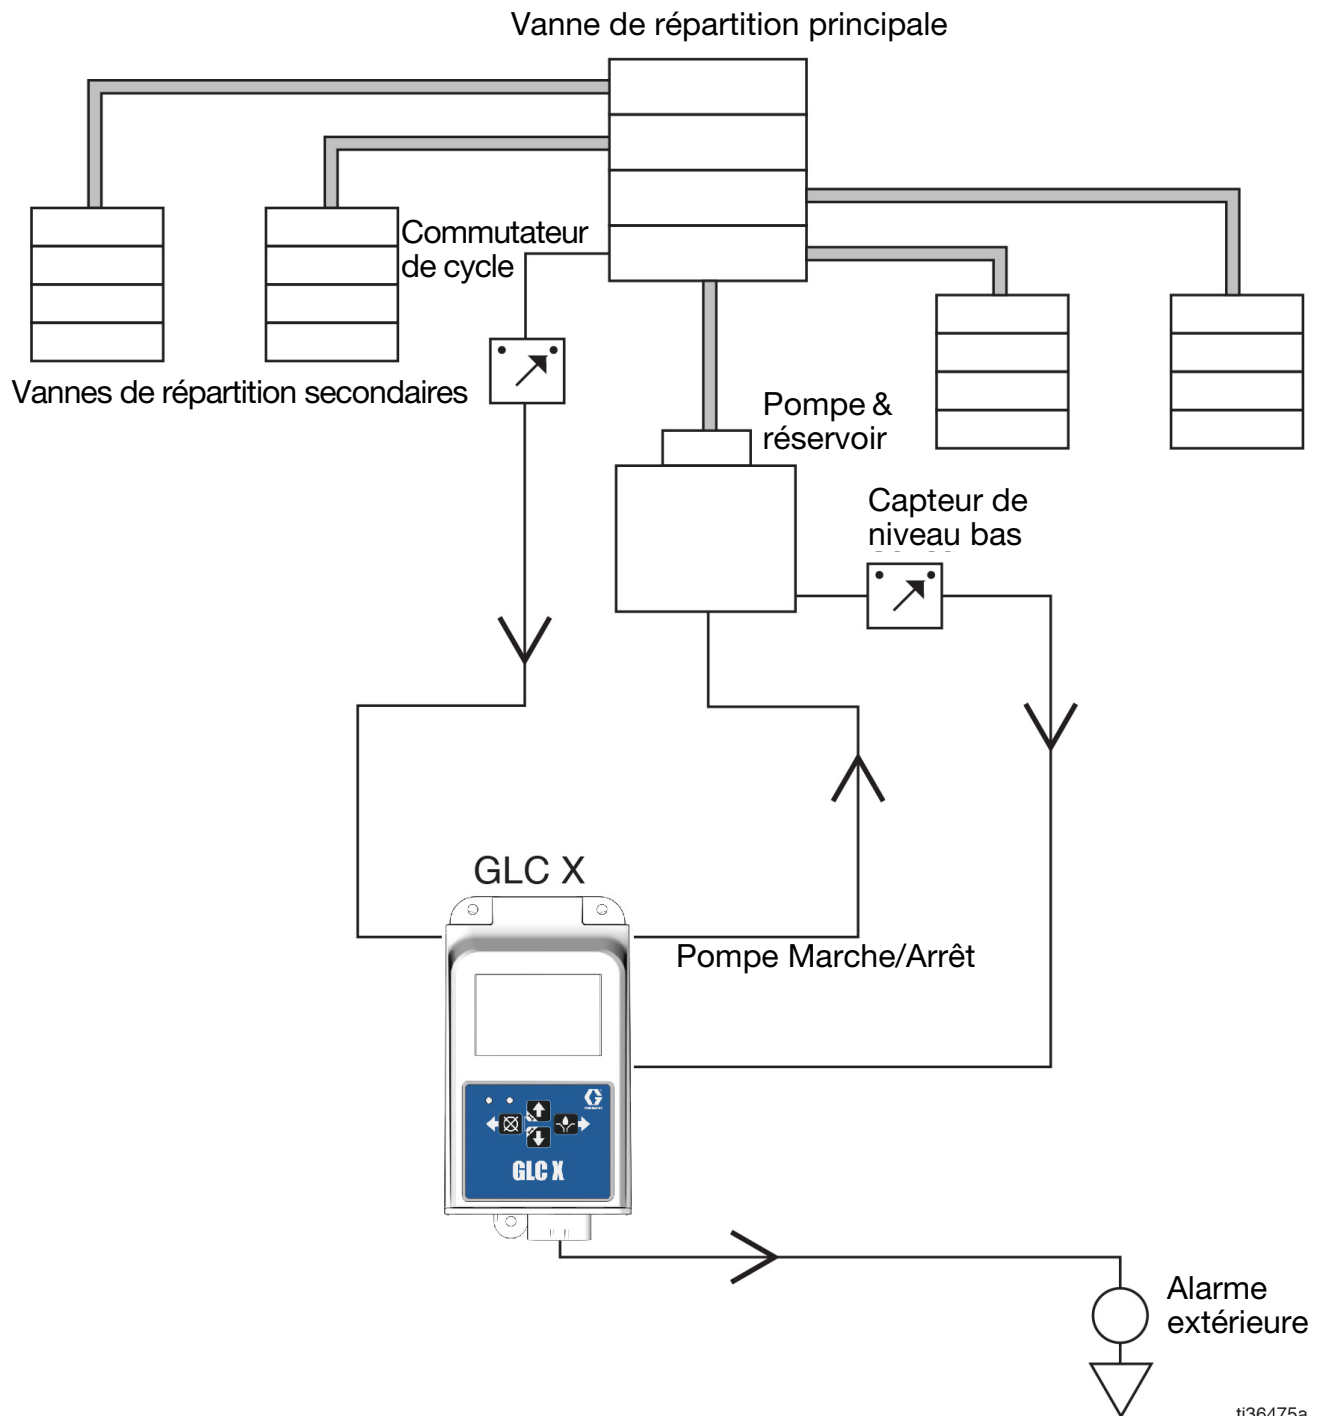 Vanne de répartition principale
Commutateur
de cycle
Vannes de répartition secondaires
Pompe &
réservoir
Capteur de
niveau bas
GLC X
Pompe Marche/Arrêt
GLC X
Alarme
extérieure
ti36475a